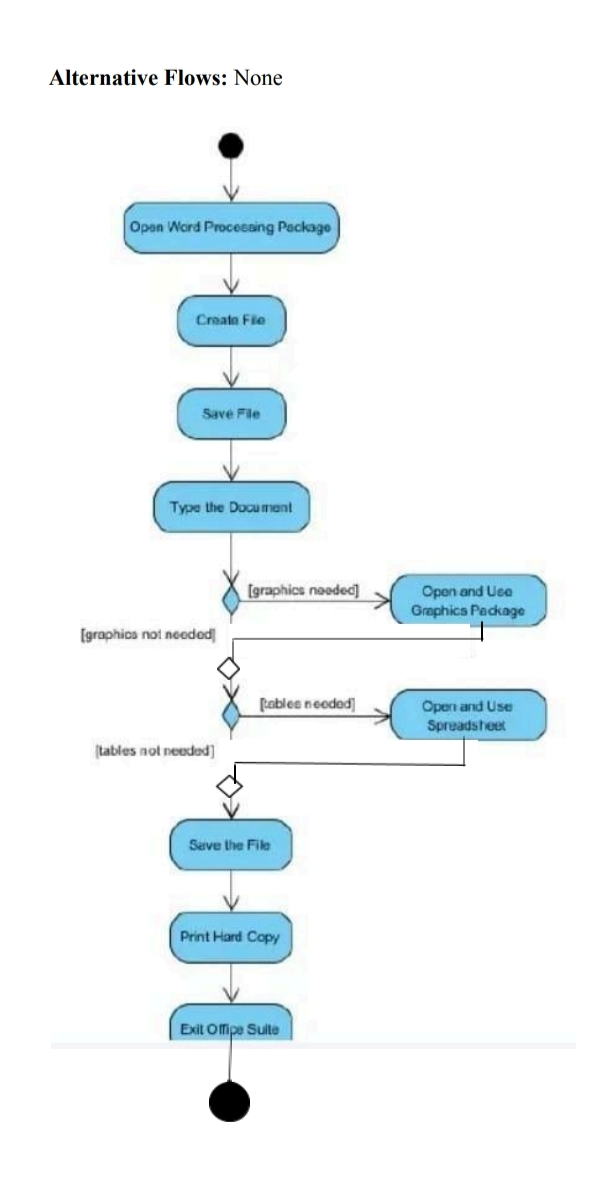 Alternative Flows: None
Open Word Processing Package
Create File
Save File
Type the Document
[graphics needed]
Open and Use
Graphics Package
[graphics not needed]
[tables needed]
Open and Use
Spreadsheet
[tables not needed]
Save the File
Print Hard Copy
Exit Office Suite